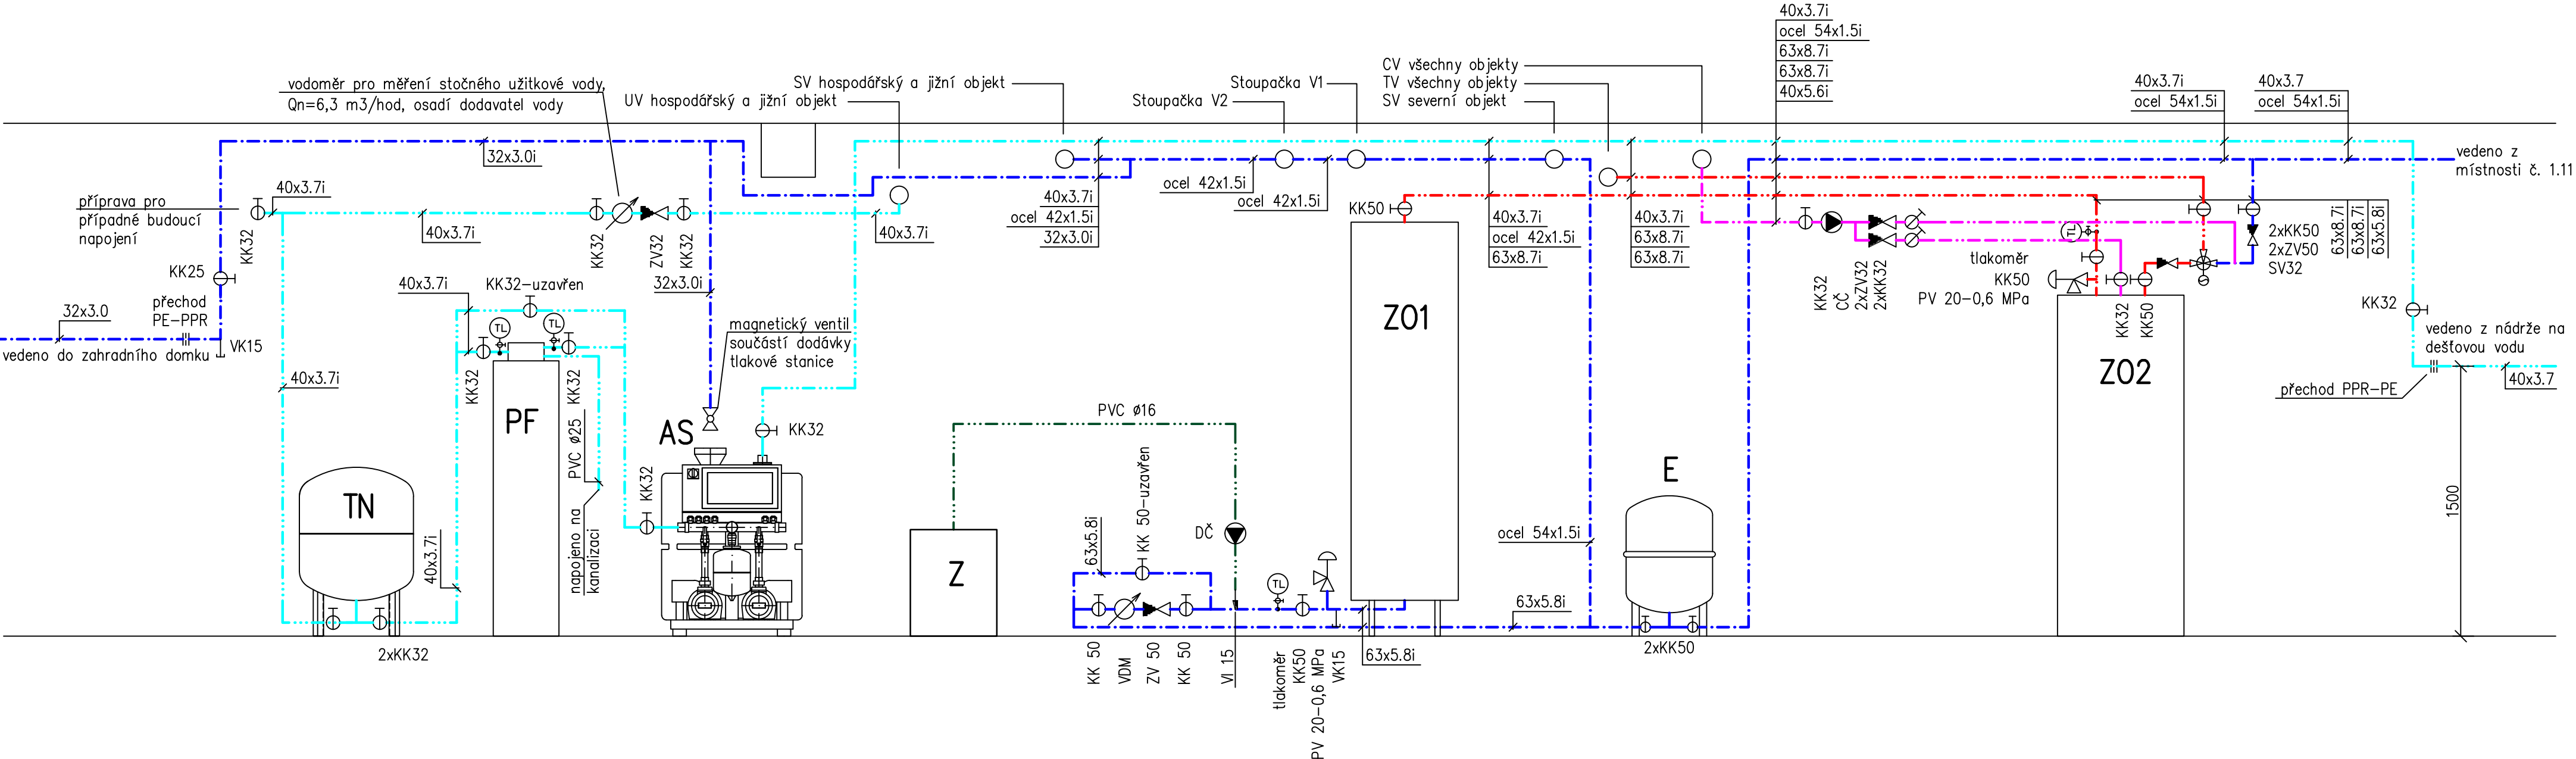 vodoměr pro měření stočného užitkové vody,
Qn=6,3 m3/hod, osadí dodavatel vody
UV hospodářský a jižní objekt
SV hospodářský a jižní objekt
Stoupačka V2
Stoupačka V1
CV všechny objekty
TV všechny objekty
SV severní objekt
40x3.7i
ocel 54x1.5i
63x8.7i
63x8.7i
40x5.6i
40x3.7i
ocel 54x1.5i
40x3.7
ocel 54x1.5i
vedeno z
místnosti č. 1.11
32x3.0i
příprava pro
případné budoucí
napojení
40x3.7i
KK32
40x3.7i
KK32
ZV32
KK32
40x3.7i
32x3.0i
40x3.7i
ocel 42x1.5i
32x3.0i
ocel 42x1.5i
ocel 42x1.5i
KK50
40x3.7i
ocel 42x1.5i
63x8.7i
40x3.7i
63x8.7i
63x8.7i
KK32
CČ
2xZV32
2xKK32
TL
tlakoměr
KK50
PV 20-0,6 MPa
KK32
KK50
2xKK50
2xZV50
SV32
63x8.7i
63x8.7i
63x5.8i
KK32
vedeno z nádrže na
dešťovou vodu
přechod PPR-PE
40x3.7
1500
KK25
přechod
PE-PPR
32x3.0
vedeno do zahradního domku
VK15
40x3.7i
40x3.7i
KK32-uzavřen
TL
TL
KK32
KK32
PF
PVC ø25
napojeno na
kanalizaci
40x3.7i
TN
2xKK32
magnetický ventil
součástí dodávky
tlakové stanice
AS
KK32
KK32
Z
PVC ø16
DČ
63x5.8i
KK 50-uzavřen
KK 50
VDM
ZV 50
KK 50
VI 15
TL
tlakoměr
KK50
PV 20-0,6 MPa
VK15
63x5.8i
ZO1
63x5.8i
ocel 54x1.5i
E
2xKK50
ZO2